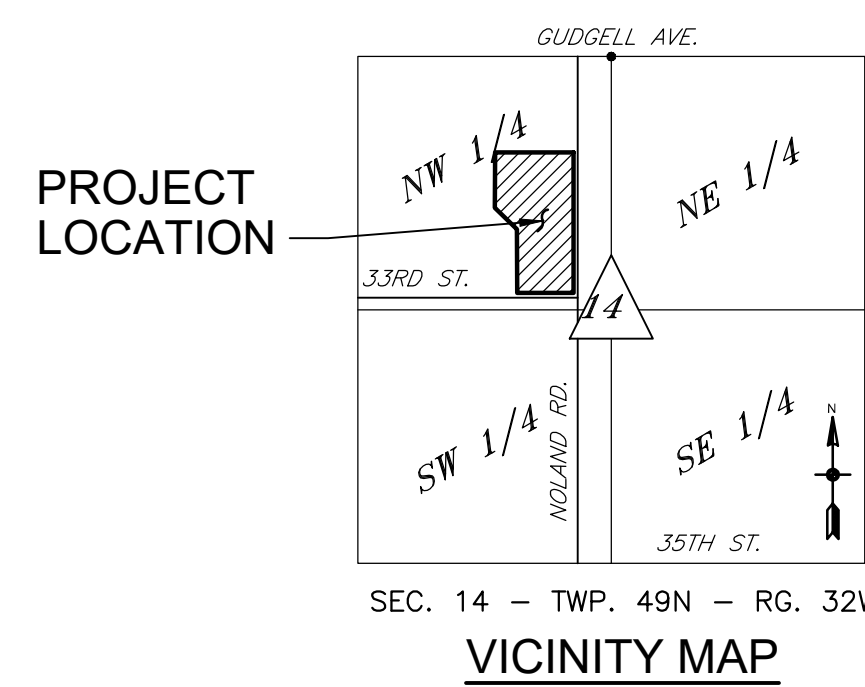 GUDGELL AVE.
NW 1/4
NE 1/4
PROJECT
LOCATION
33RD ST.
14
SW 1/4
NOLAND RD.
SE 1/4
N
35TH ST.
SEC. 14 – TWP. 49N – RG. 32W
VICINITY MAP